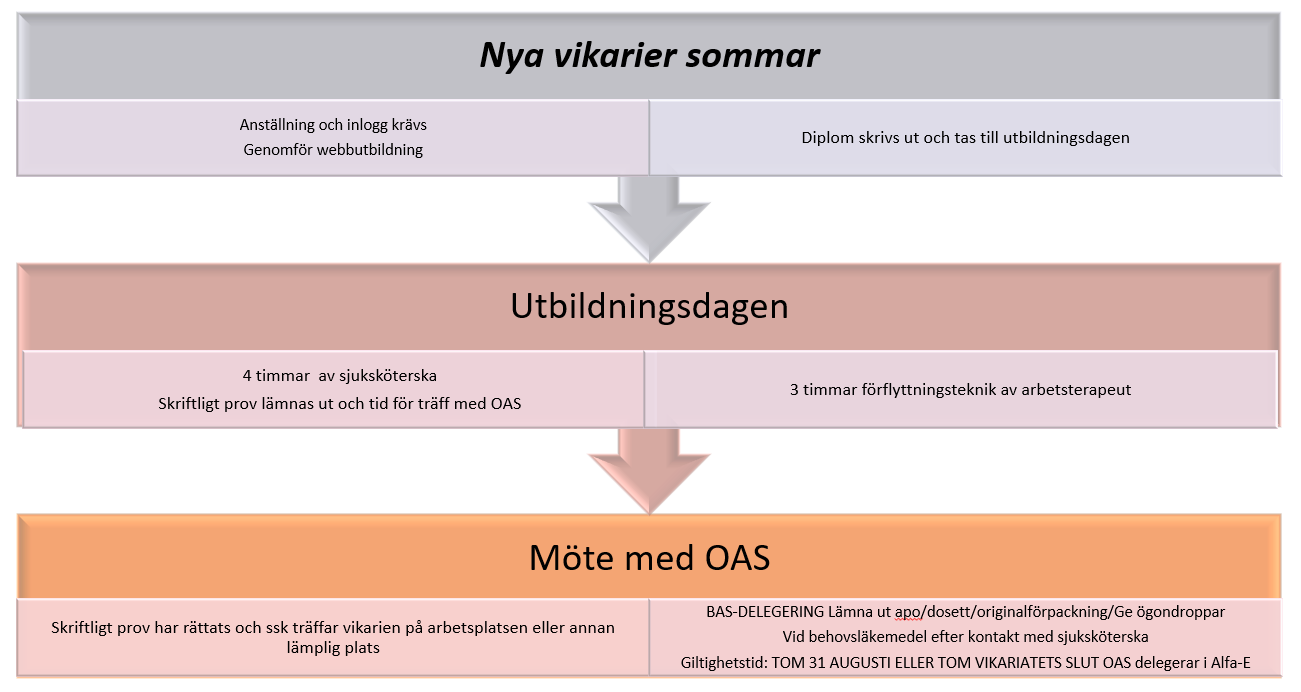 Nya vikarier sommar
Anställning och inlogg krävs
Genomför webbutbildning
Diplom skrivs ut och tas till utbildningsdagen
Utbildningsdagen
4 timmar  av sjuksköterska
Skriftligt prov lämnas ut och tid för träff med OAS
3 timmar förflyttningsteknik av arbetsterapeut
Möte med OAS
Skriftligt prov har rättats och ssk träffar vikarien på arbetsplatsen eller annan
lämplig plats
BAS-DELEGERING Lämna ut apo/dosett/originalförpackning/Ge ögondroppar
Vid behovsläkemedel efter kontakt med sjuksköterska
Giltighetstid: TOM 31 AUGUSTI ELLER TOM VIKARIATETS SLUT OAS delegerar i Alfa-E